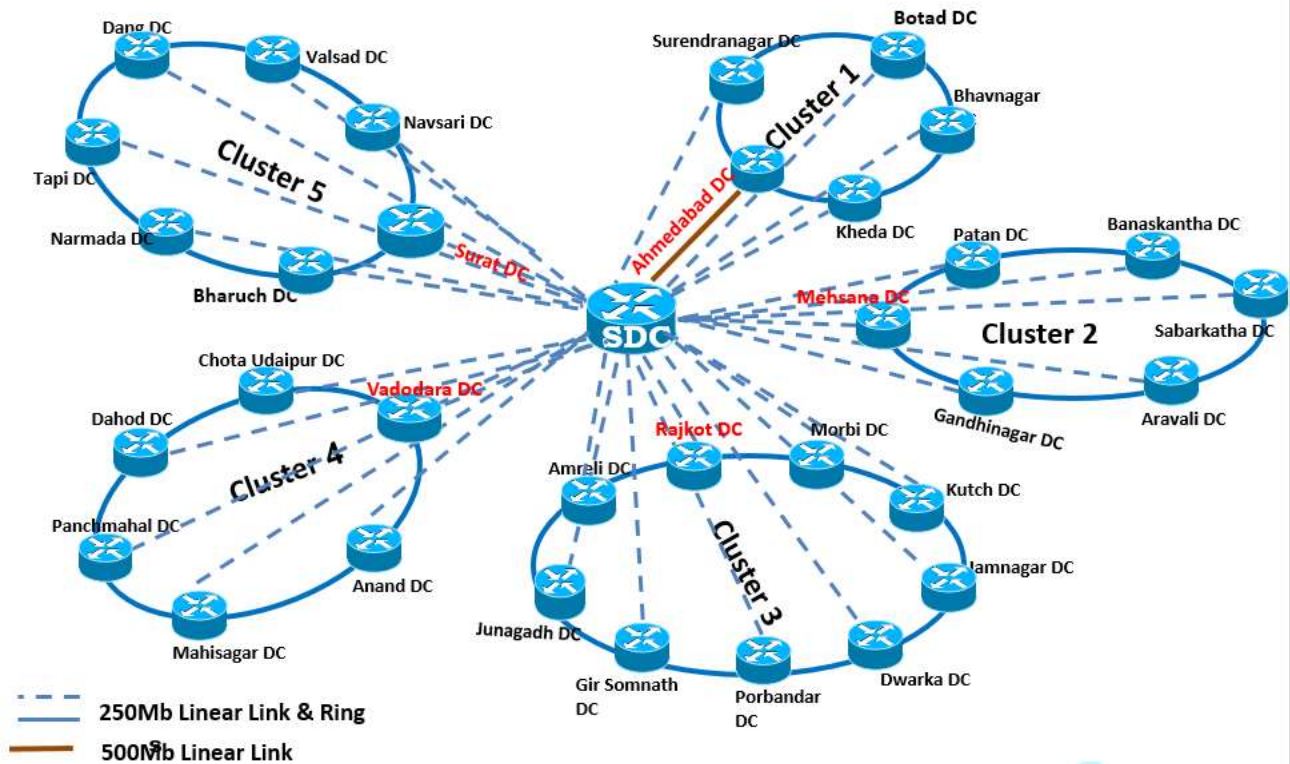 Dang DC
Valsad DC
Navsari DC
Cluster 5
Tapi DC
Narmada DC
Bharuch DC
Surat DC
Botad DC
Surendranagar DC
Cluster 1
Bhavnagar
Ahmedabad DC
Kheda DC
Patan DC
Banaskantha DC
Mehsana DC
Cluster 2
Sabarkatha DC
Gandhinagar DC
Aravali DC
SDC
Chota Udaipur DC
Vadodara DC
Dahod DC
Cluster 4
Panchmahal DC
Anand DC
Mahisagar DC
Rajkot DC
Morbi DC
Amreli DC
Kutch DC
Cluster 3
Jamnagar DC
Junagadh DC
Gir Somnath
DC
Porbandar
DC
Dwarka DC
250Mb Linear Link & Ring
s
500Mb Linear Link